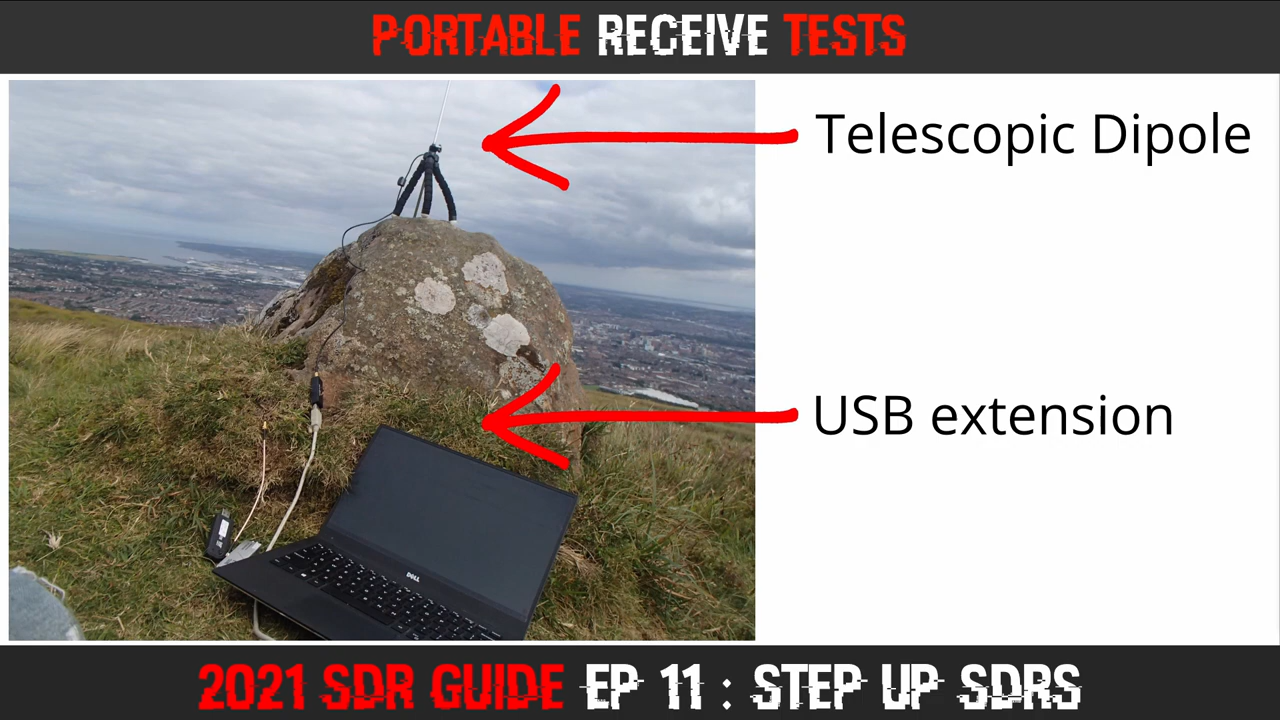 PORTABLE RECEIVE TESTS
Telescopic Dipole
USB extension
DELL
2021 SDR GUIDE EP 11 : STEP UP SDRS